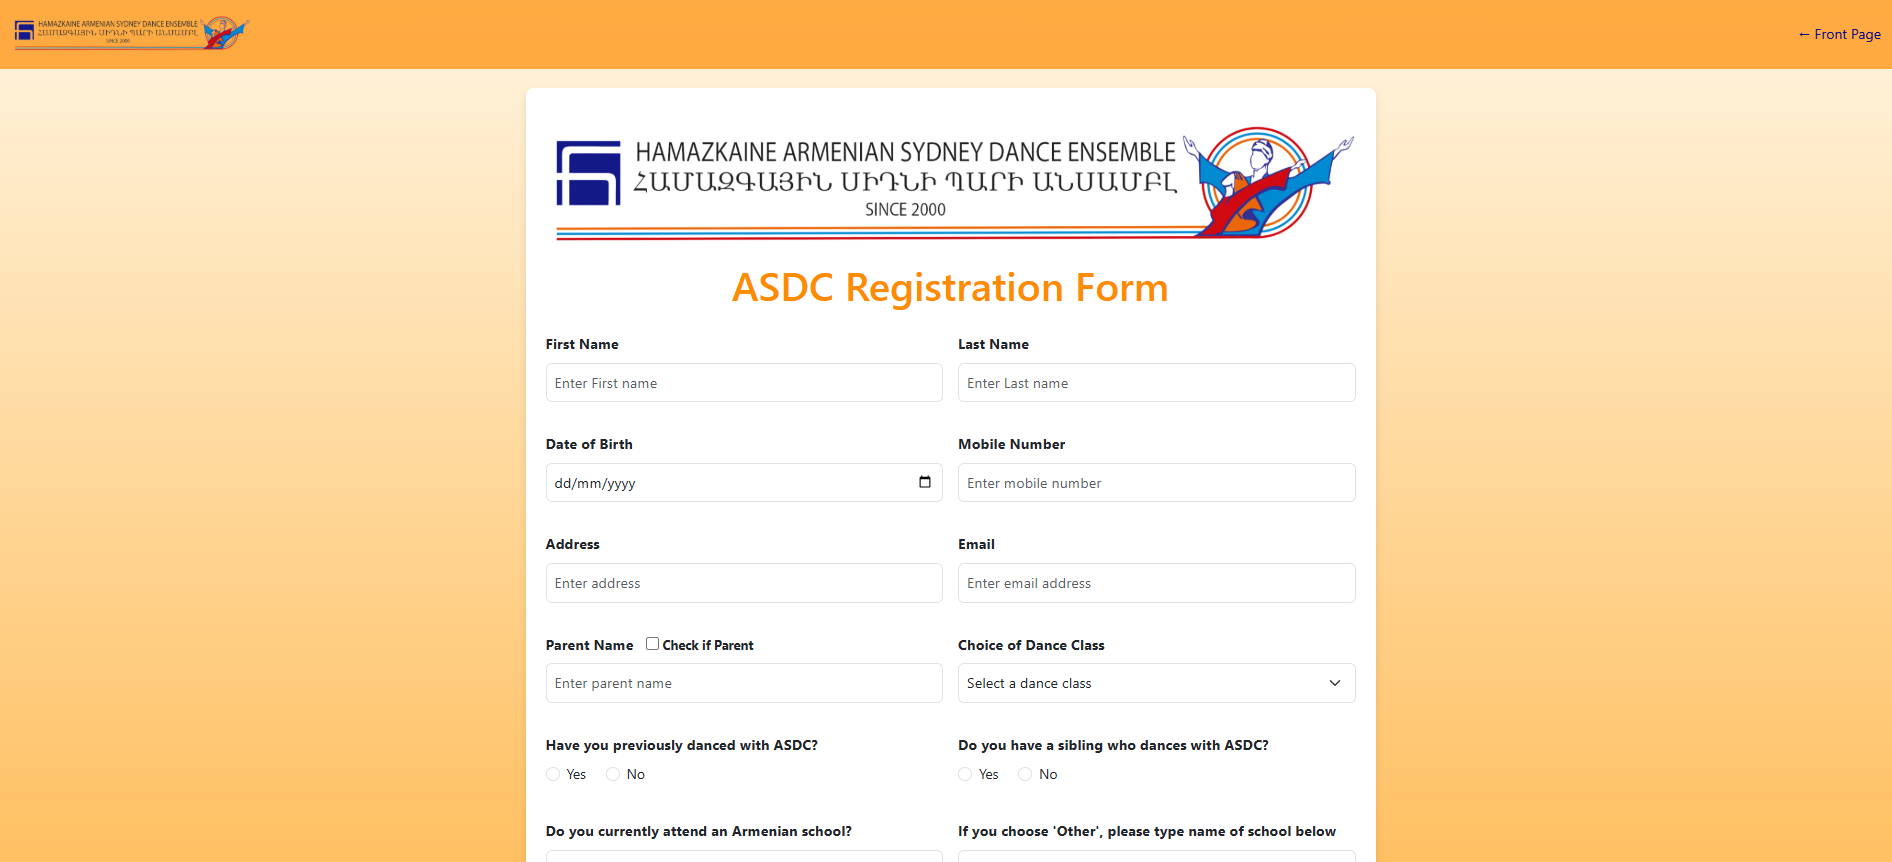 HAMAZKAINE ARMENIAN SYDNEY DANCE ENSEMBLE
ՀԱՄԱԶԳԱՅԻՆ ՍԻԴՆԻ ՊԱՐԻ ԱՆՍԱՄԲԼ
SINCE 2000
← Front Page
HAMAZKAINE ARMENIAN SYDNEY DANCE ENSEMBLE
ՀԱՄԱԶԳԱՅԻՆ ՍԻԴՆԻ ՊԱՐԻ ԱՆՍԱՄԲԼ
SINCE 2000
ASDC Registration Form
First Name
Last Name
Enter First name
Enter Last name
Date of Birth
Mobile Number
dd/mm/yyyy
Enter mobile number
Address
Email
Enter address
Enter email address
Parent Name
Check if Parent
Choice of Dance Class
Enter parent name
Select a dance class
Have you previously danced with ASDC?
Do you have a sibling who dances with ASDC?
Yes
No
Yes
No
Do you currently attend an Armenian school?
If you choose 'Other', please type name of school below